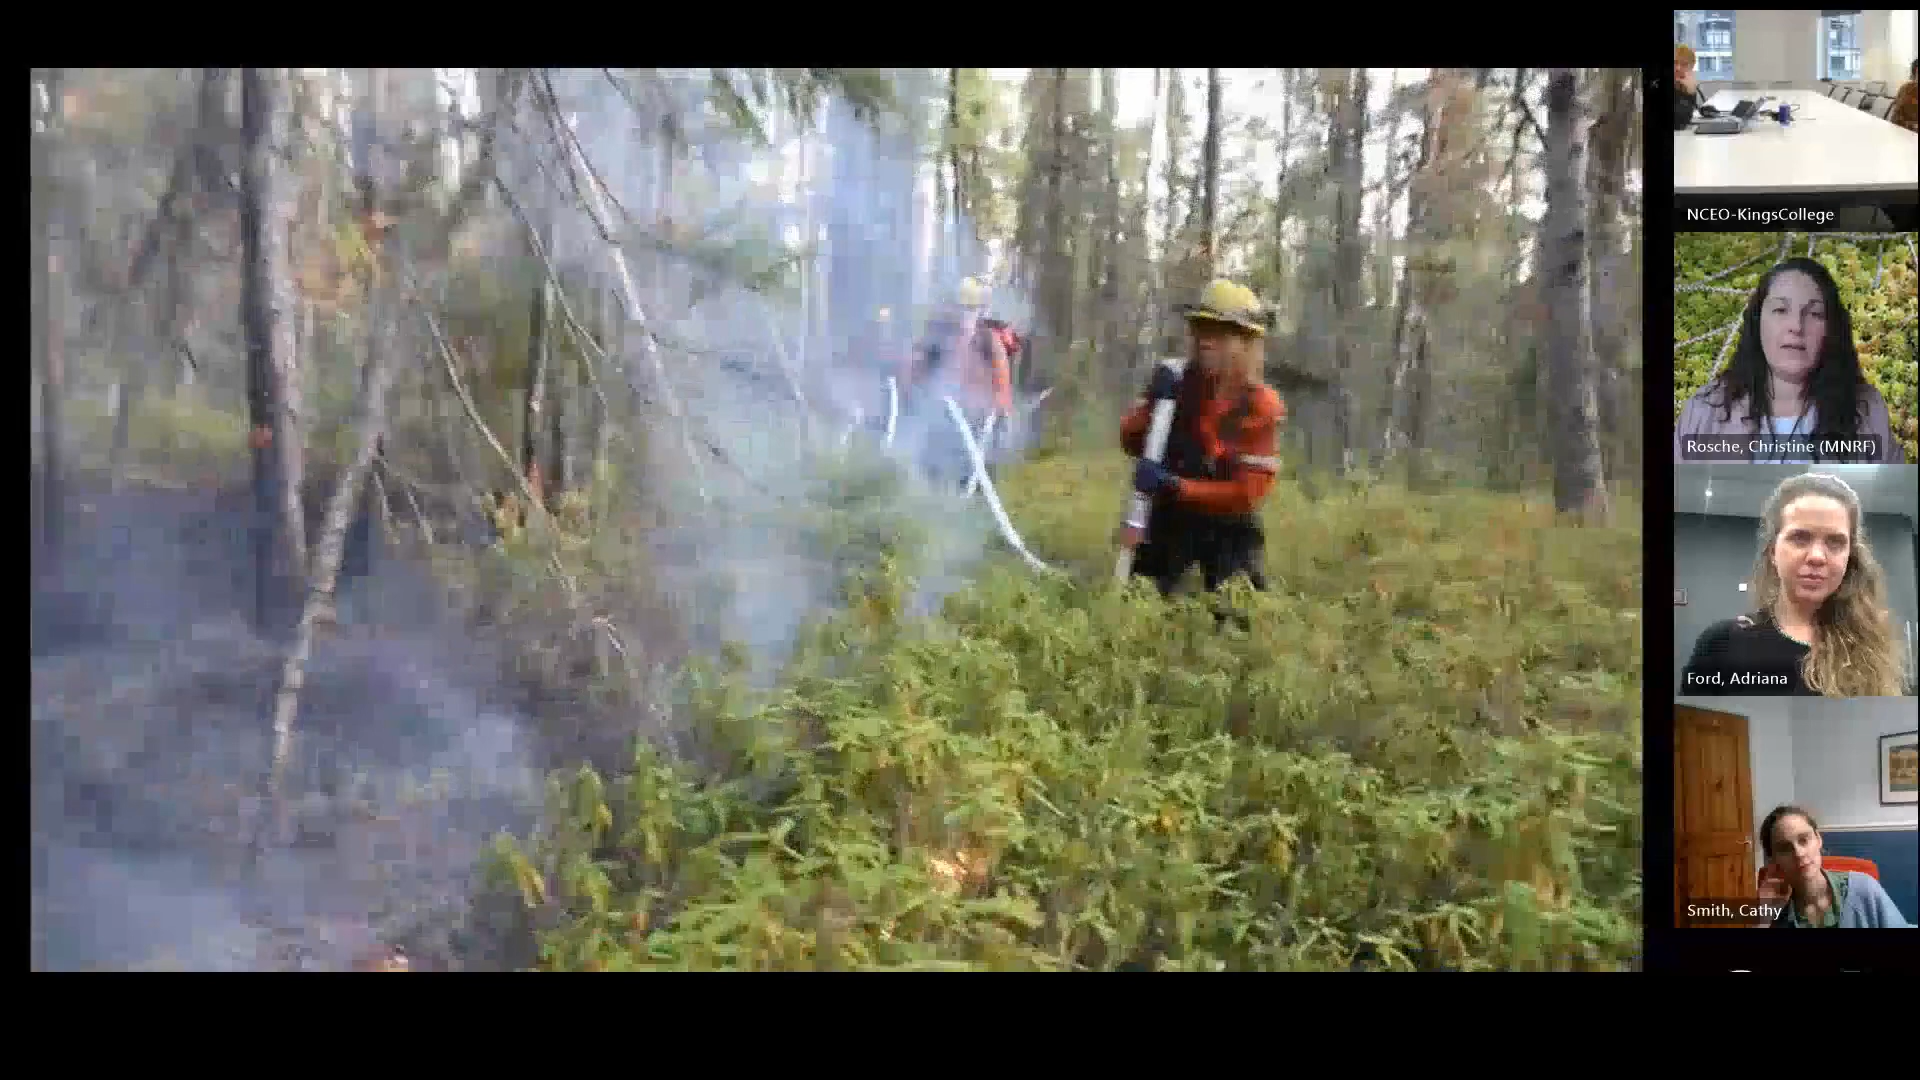 NCEO-KingsCollege
Rosche, Christine (MNRF)
Ford, Adriana
Smith, Cathy